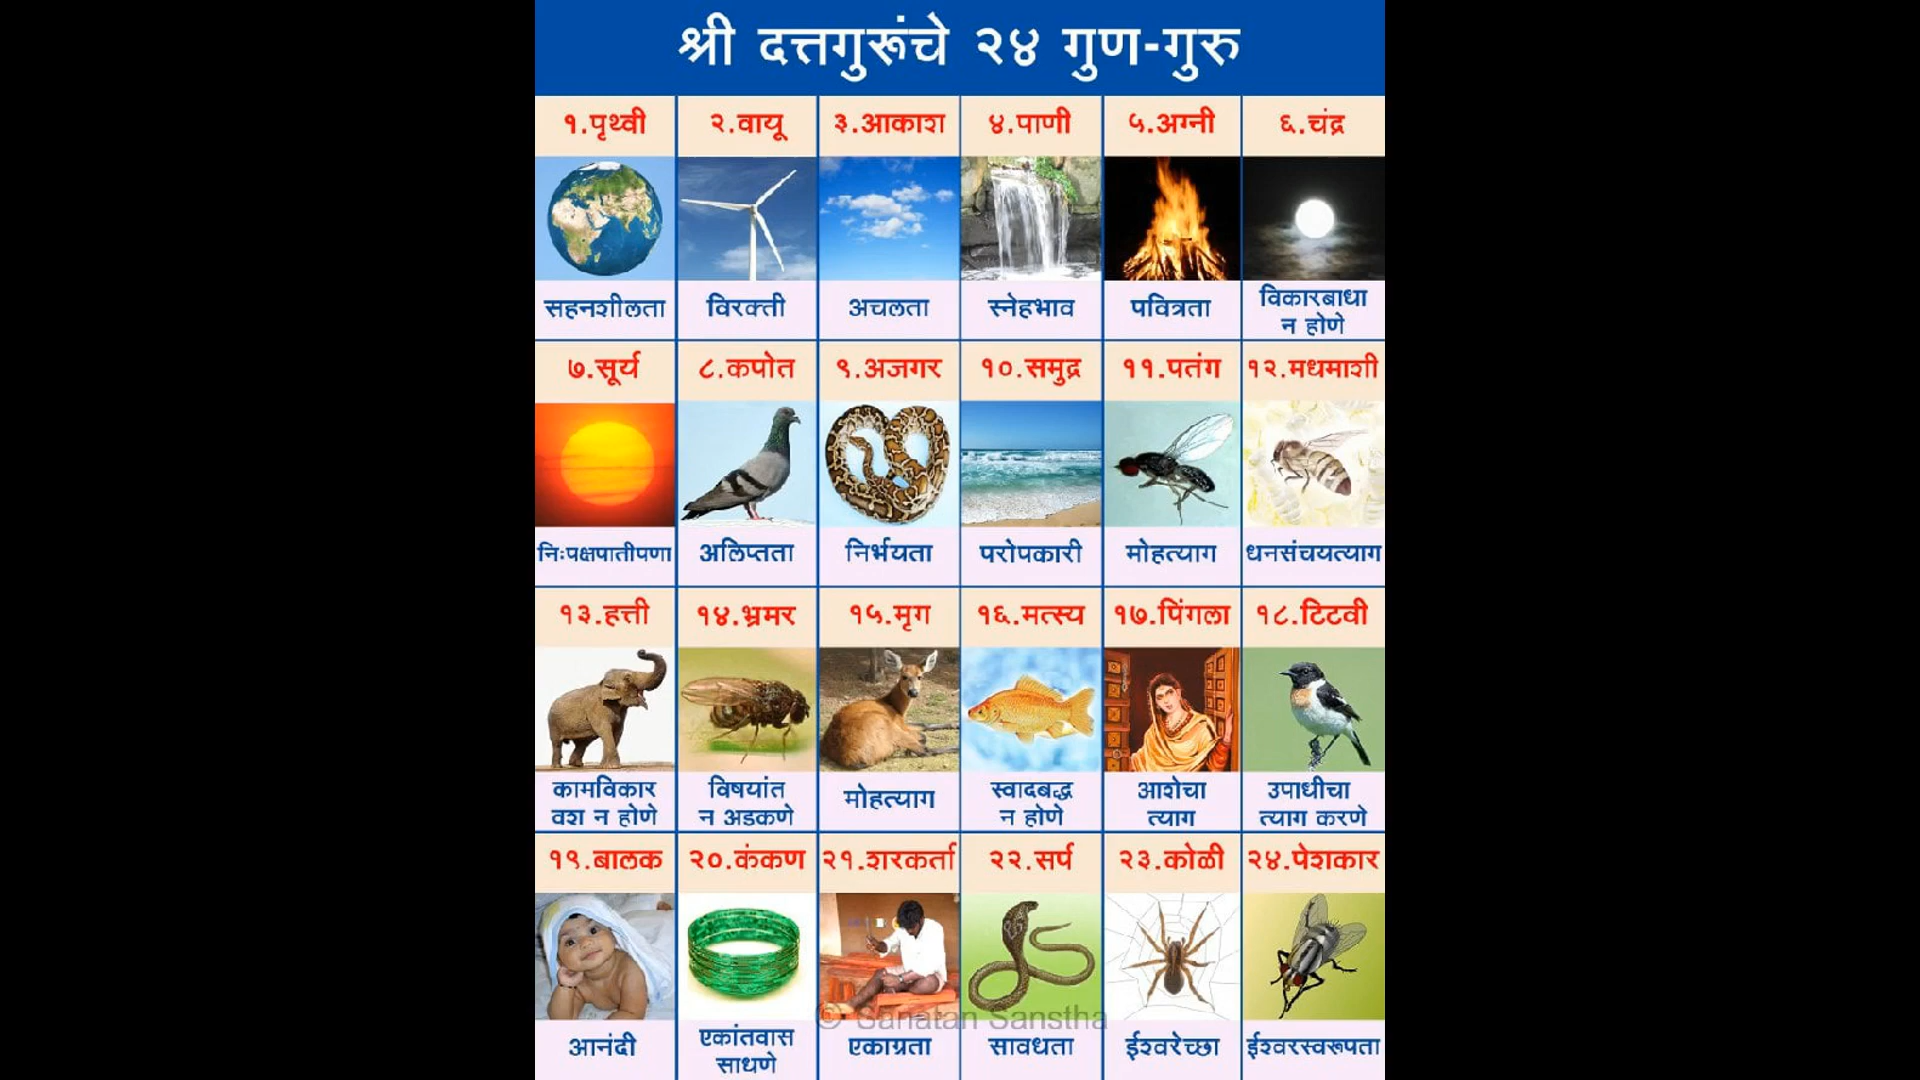 श्री दत्तगुरूंचे २४ गुण-गुरु
१.पृथ्वी
२.वायू
३.आकाश
४.पाणी
५.अग्नी
६.चंद्र
सहनशीलता
विरक्ती
अचलता
स्नेहभाव
पवित्रता
विकारबाधा
न होणे
७.सूर्य
८.कपोत
९.अजगर
१०.समुद्र
११.पतंग
१२.मधमाशी
निःपक्षपातीपणा
अलिप्तता
निर्भयता
परोपकारी
मोहत्याग
धनसंचयत्याग
१३.हत्ती
१४.भ्रमर
१५.मृग
१६.मत्स्य
१७.पिंगला
१८.टिटवी
कामविकार
वश न होणे
विषयांत
न अडकणे
मोहत्याग
स्वादबद्ध
न होणे
आशेचा
त्याग
उपाधीचा
त्याग करणे
१९.बालक
२०.कंकण
२१.शरकर्ता
२२.सर्प
२३.कोळी
२४.पेशकार
© Sanatan Sanstha
आनंदी
एकांतवास
साधणे
एकाग्रता
सावधता
ईश्वरेच्छा
ईश्वरस्वरूपता